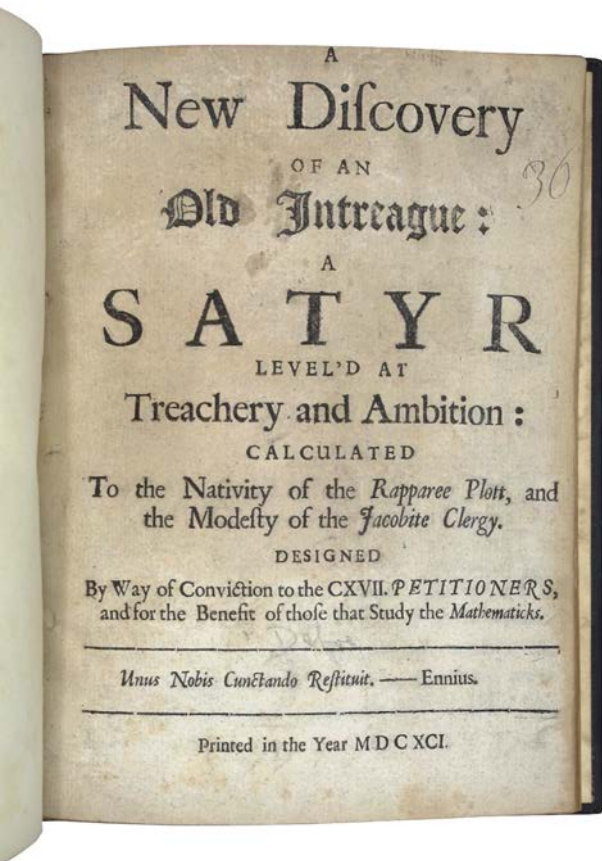 A
New Diſcovery
OF AN
Old Intreague:
A
SATYR
LEVEL'D AT
Treachery and Ambition:
CALCULATED
To the Nativity of the Rapparee Plott, and
the Modeſty of the Jacobite Clergy.
DESIGNED
By Way of Conviction to the CXVII. PETITIONERS,
and for the Benefit of thoſe that Study the Mathematicks.
Unus Nobis Cunctando Reſtituit. —— Ennius.
Printed in the Year MDCXCI.
36